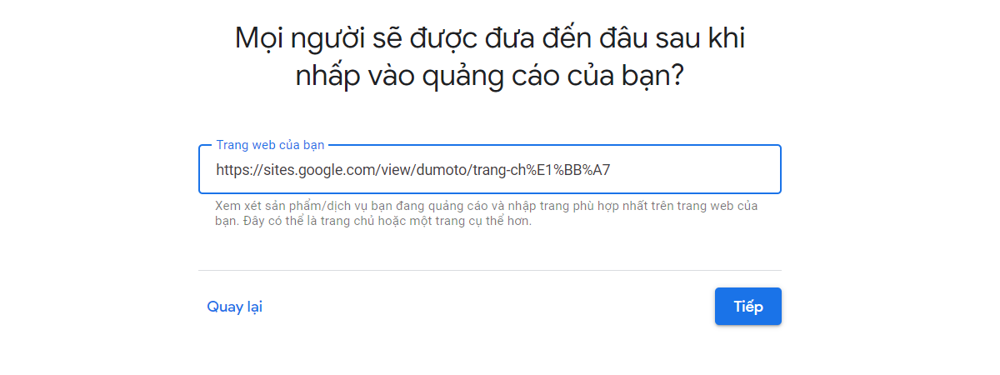 Mọi người sẽ được đưa đến đâu sau khi
nhấp vào quảng cáo của bạn?
Trang web của bạn
https://sites.google.com/view/dumoto/trang-ch%E1%BB%A7
Xem xét sản phẩm/dịch vụ bạn đang quảng cáo và nhập trang phù hợp nhất trên trang web của
bạn. Đây có thể là trang chủ hoặc một trang cụ thể hơn.
Quay lại
Tiếp